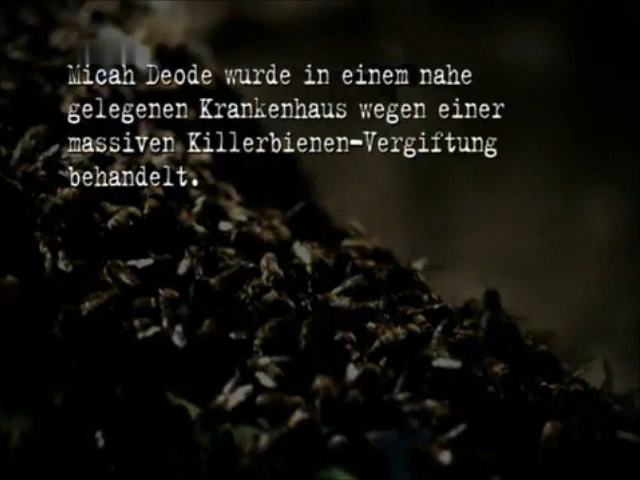 Micah Deode wurde in einem nahe
gelegenen Krankenhaus wegen einer
massiven Killerbienen-Vergiftung
behandelt.